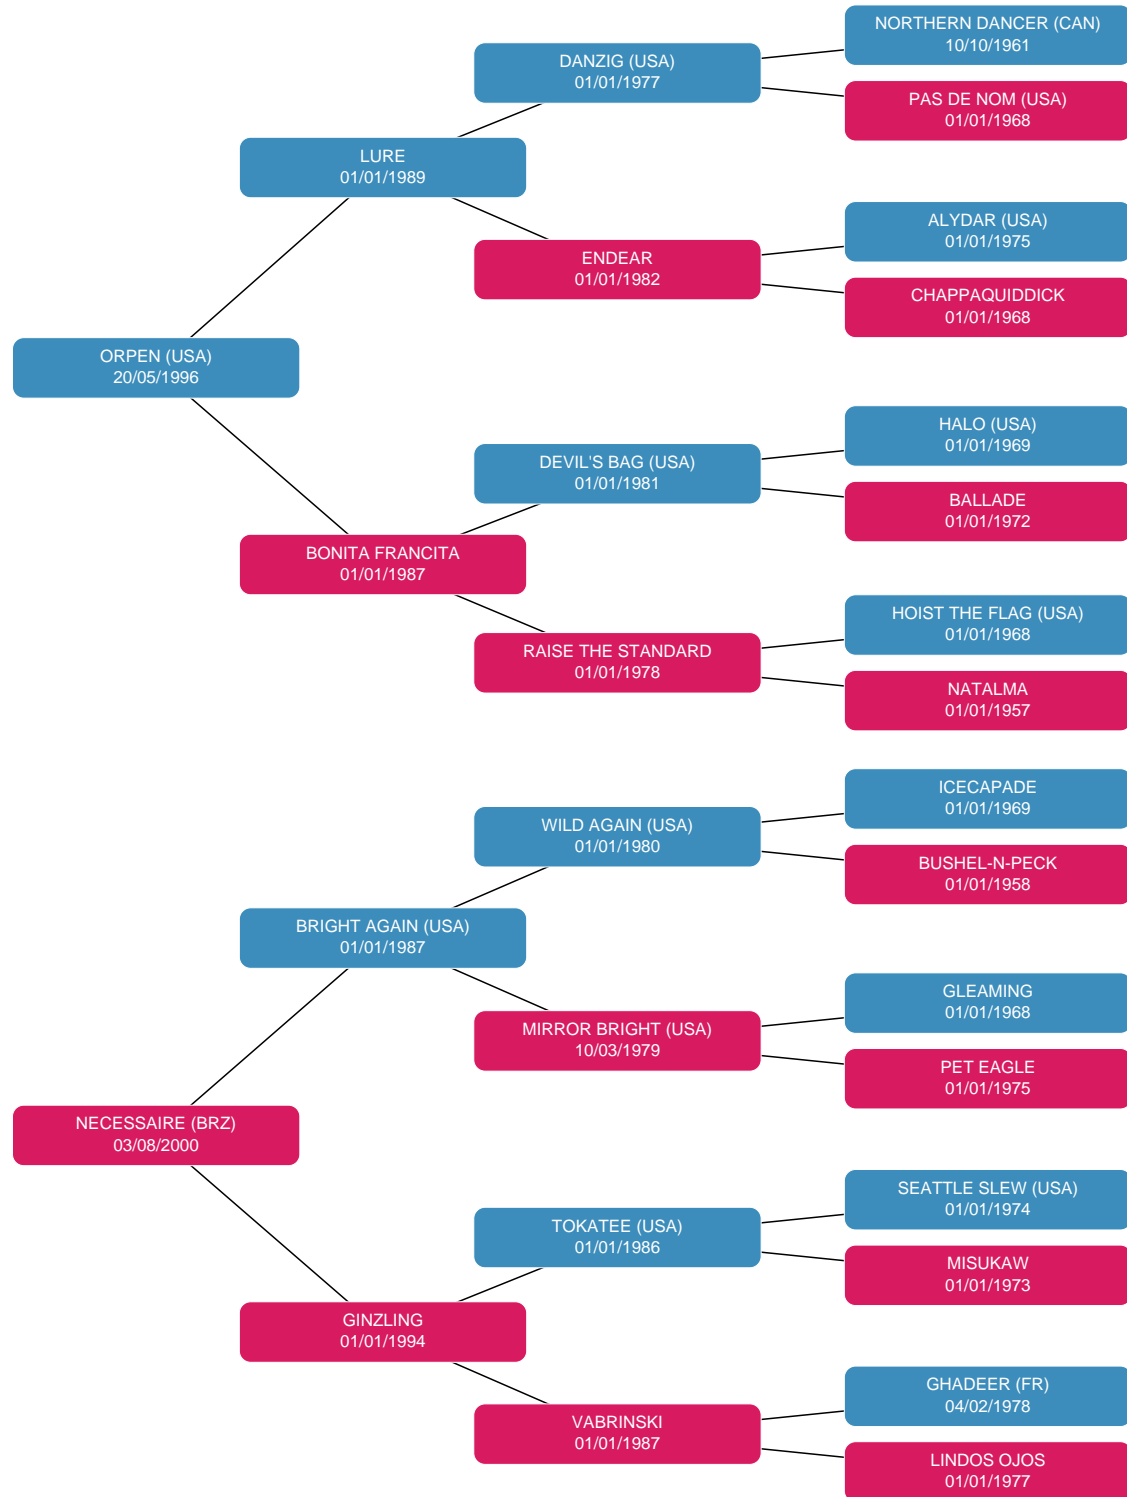 NORTHERN DANCER (CAN)
10/10/1961
DANZIG (USA)
01/01/1977
PAS DE NOM (USA)
01/01/1968
LURE
01/01/1989
ALYDAR (USA)
01/01/1975
ENDEAR
01/01/1982
CHAPPAQUIDDICK
01/01/1968
ORPEN (USA)
20/05/1996
HALO (USA)
01/01/1969
DEVIL'S BAG (USA)
01/01/1981
BALLADE
01/01/1972
BONITA FRANCITA
01/01/1987
HOIST THE FLAG (USA)
01/01/1968
RAISE THE STANDARD
01/01/1978
NATALMA
01/01/1957
ICECAPADE
01/01/1969
WILD AGAIN (USA)
01/01/1980
BUSHEL-N-PECK
01/01/1958
BRIGHT AGAIN (USA)
01/01/1987
GLEAMING
01/01/1968
MIRROR BRIGHT (USA)
10/03/1979
PET EAGLE
01/01/1975
NECESSAIRE (BRZ)
03/08/2000
SEATTLE SLEW (USA)
01/01/1974
TOKATEE (USA)
01/01/1986
MISUKAW
01/01/1973
GINZLING
01/01/1994
GHADEER (FR)
04/02/1978
VABRINSKI
01/01/1987
LINDOS OJOS
01/01/1977